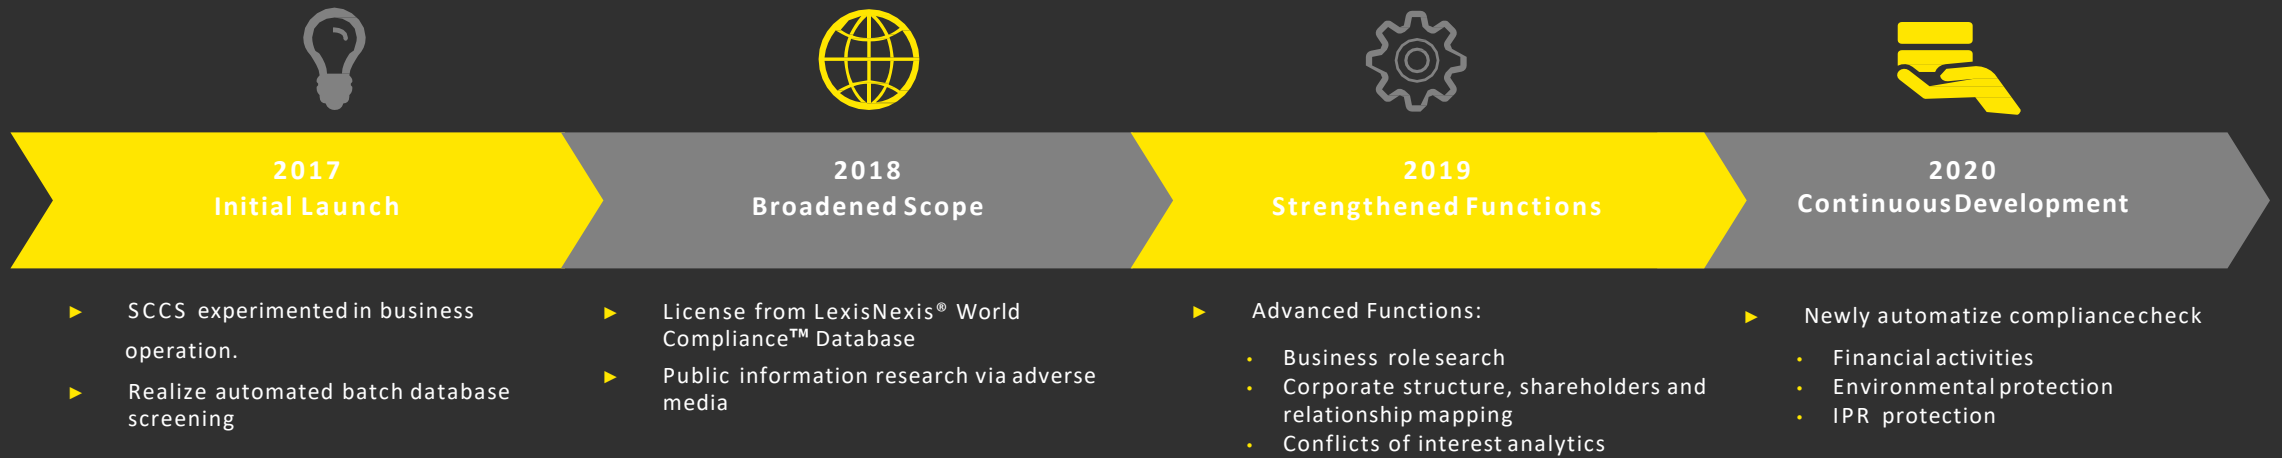 2017
Initial Launch
2018
Broadened Scope
2019
Strengthened Functions
2020
Continuous Development
► SCCS experimented in business
operation.
► Realize automated batch database
screening
► License from LexisNexis® World
Compliance™ Database
► Public information research via adverse
media
► Advanced Functions:
• Business role search
• Corporate structure, shareholders and
relationship mapping
• Conflicts of interest analytics
► Newly automatize compliance check
• Financial activities
• Environmental protection
• IPR protection